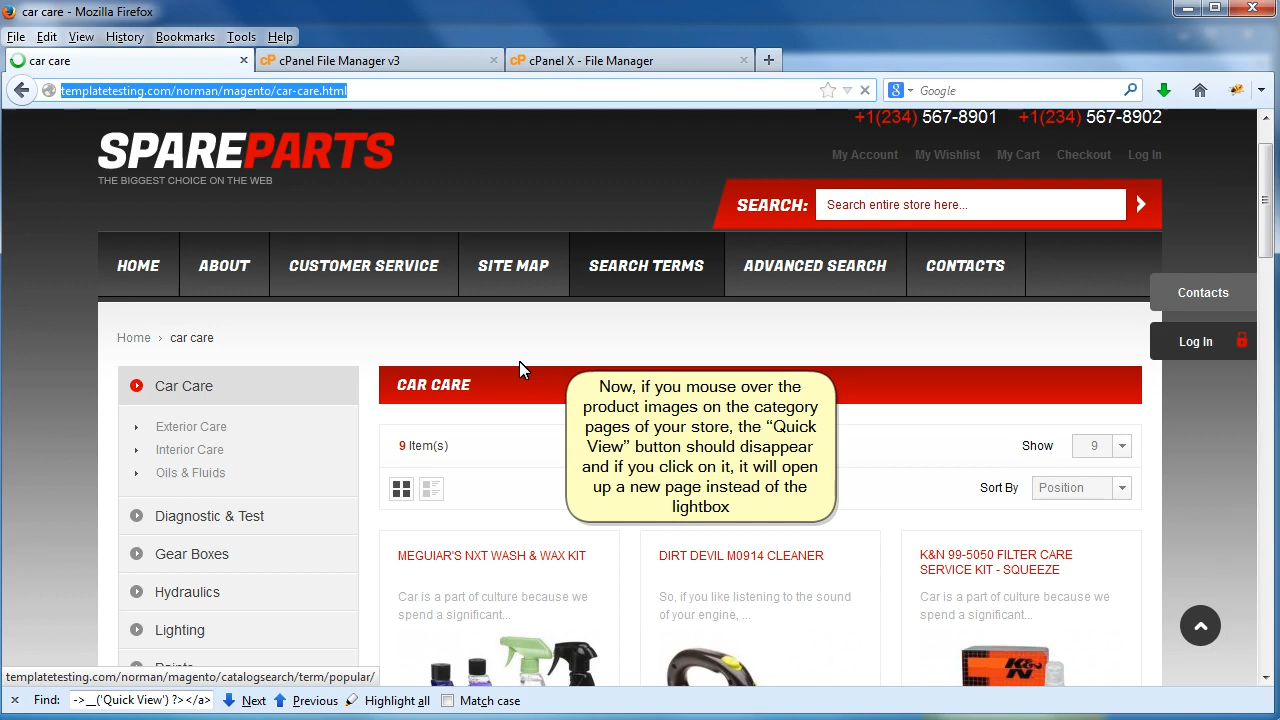 car care - Mozilla Firefox
File Edit View History Bookmarks Tools Help
car care cPanel File Manager v3 cPanel X - File Manager
templatetesting.com/norman/magento/car-care.html Google
+1(234) 567-8901 +1(234) 567-8902
SPAREPARTS
THE BIGGEST CHOICE ON THE WEB
My Account My Wishlist My Cart Checkout Log In
SEARCH: Search entire store here...
HOME ABOUT CUSTOMER SERVICE SITE MAP SEARCH TERMS ADVANCED SEARCH CONTACTS
Contacts
Log In
Home › car care
Car Care
Exterior Care
Interior Care
Oils & Fluids
Diagnostic & Test
Gear Boxes
Hydraulics
Lighting
CAR CARE
Now, if you mouse over the
product images on the category
pages of your store, the “Quick
View” button should disappear
and if you click on it, it will open
up a new page instead of the
lightbox
9 Item(s) Show 9
Sort By Position
MEGUIAR'S NXT WASH & WAX KIT
Car is a part of culture because we
spend a significant...
DIRT DEVIL M0914 CLEANER
So, if you like listening to the sound
of your engine, ...
K&N 99-5050 FILTER CARE
SERVICE KIT - SQUEEZE
Car is a part of culture because we
spend a significant...
K&N
templatetesting.com/norman/magento/catalogsearch/term/popular/
Find: ->__('Quick View') ?></a> Next Previous Highlight all Match case